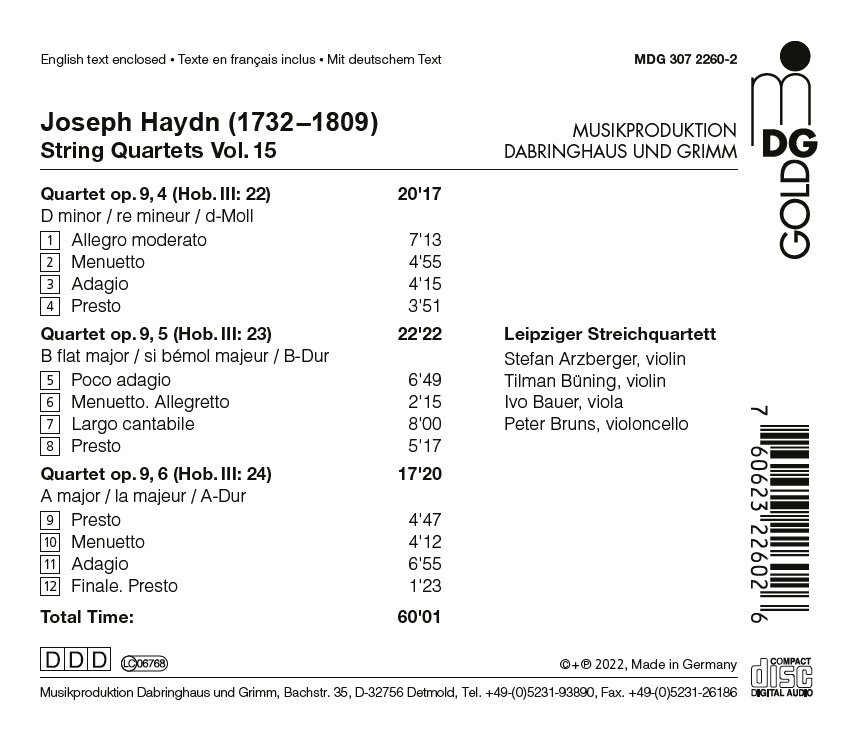 English text enclosed • Texte en français inclus • Mit deutschem Text
MDG 307 2260-2
Joseph Haydn (1732–1809)
String Quartets Vol. 15
MUSIKPRODUKTION
DABRINGHAUS UND GRIMM
mi
DG
GOLD
Quartet op. 9, 4 (Hob. III: 22) 20'17
D minor / re mineur / d-Moll
1 Allegro moderato 7'13
2 Menuetto 4'55
3 Adagio 4'15
4 Presto 3'51
Quartet op. 9, 5 (Hob. III: 23) 22'22
B flat major / si bémol majeur / B-Dur
5 Poco adagio 6'49
6 Menuetto. Allegretto 2'15
7 Largo cantabile 8'00
8 Presto 5'17
Quartet op. 9, 6 (Hob. III: 24) 17'20
A major / la majeur / A-Dur
9 Presto 4'47
10 Menuetto 4'12
11 Adagio 6'55
12 Finale. Presto 1'23
Total Time: 60'01
Leipziger Streichquartett
Stefan Arzberger, violin
Tilman Büning, violin
Ivo Bauer, viola
Peter Bruns, violoncello
7 60623 22602 6
DDD
LC 06768
©+℗ 2022, Made in Germany
COMPACT
disc
DIGITAL AUDIO
Musikproduktion Dabringhaus und Grimm, Bachstr. 35, D-32756 Detmold, Tel. +49-(0)5231-93890, Fax. +49-(0)5231-26186